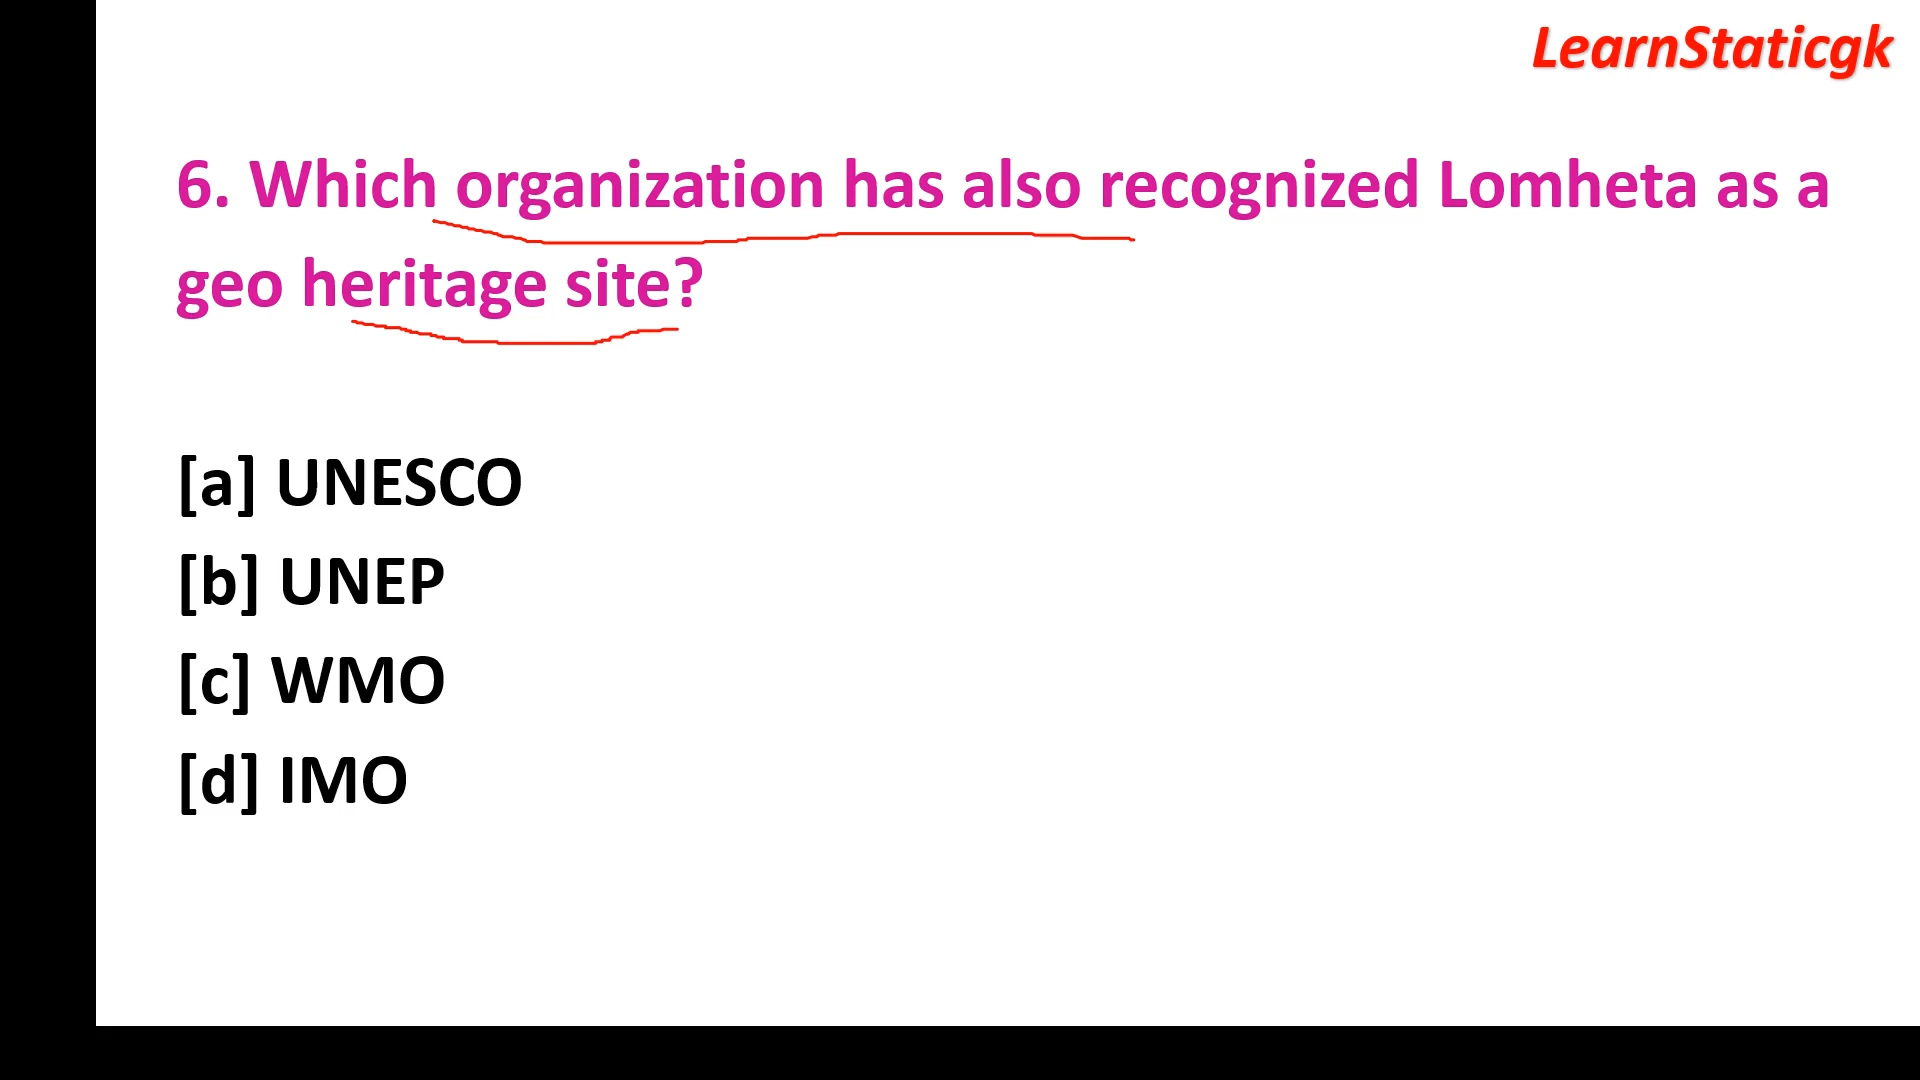 LearnStaticgk
6. Which organization has also recognized Lomheta as a
geo heritage site?
[a] UNESCO
[b] UNEP
[c] WMO
[d] IMO